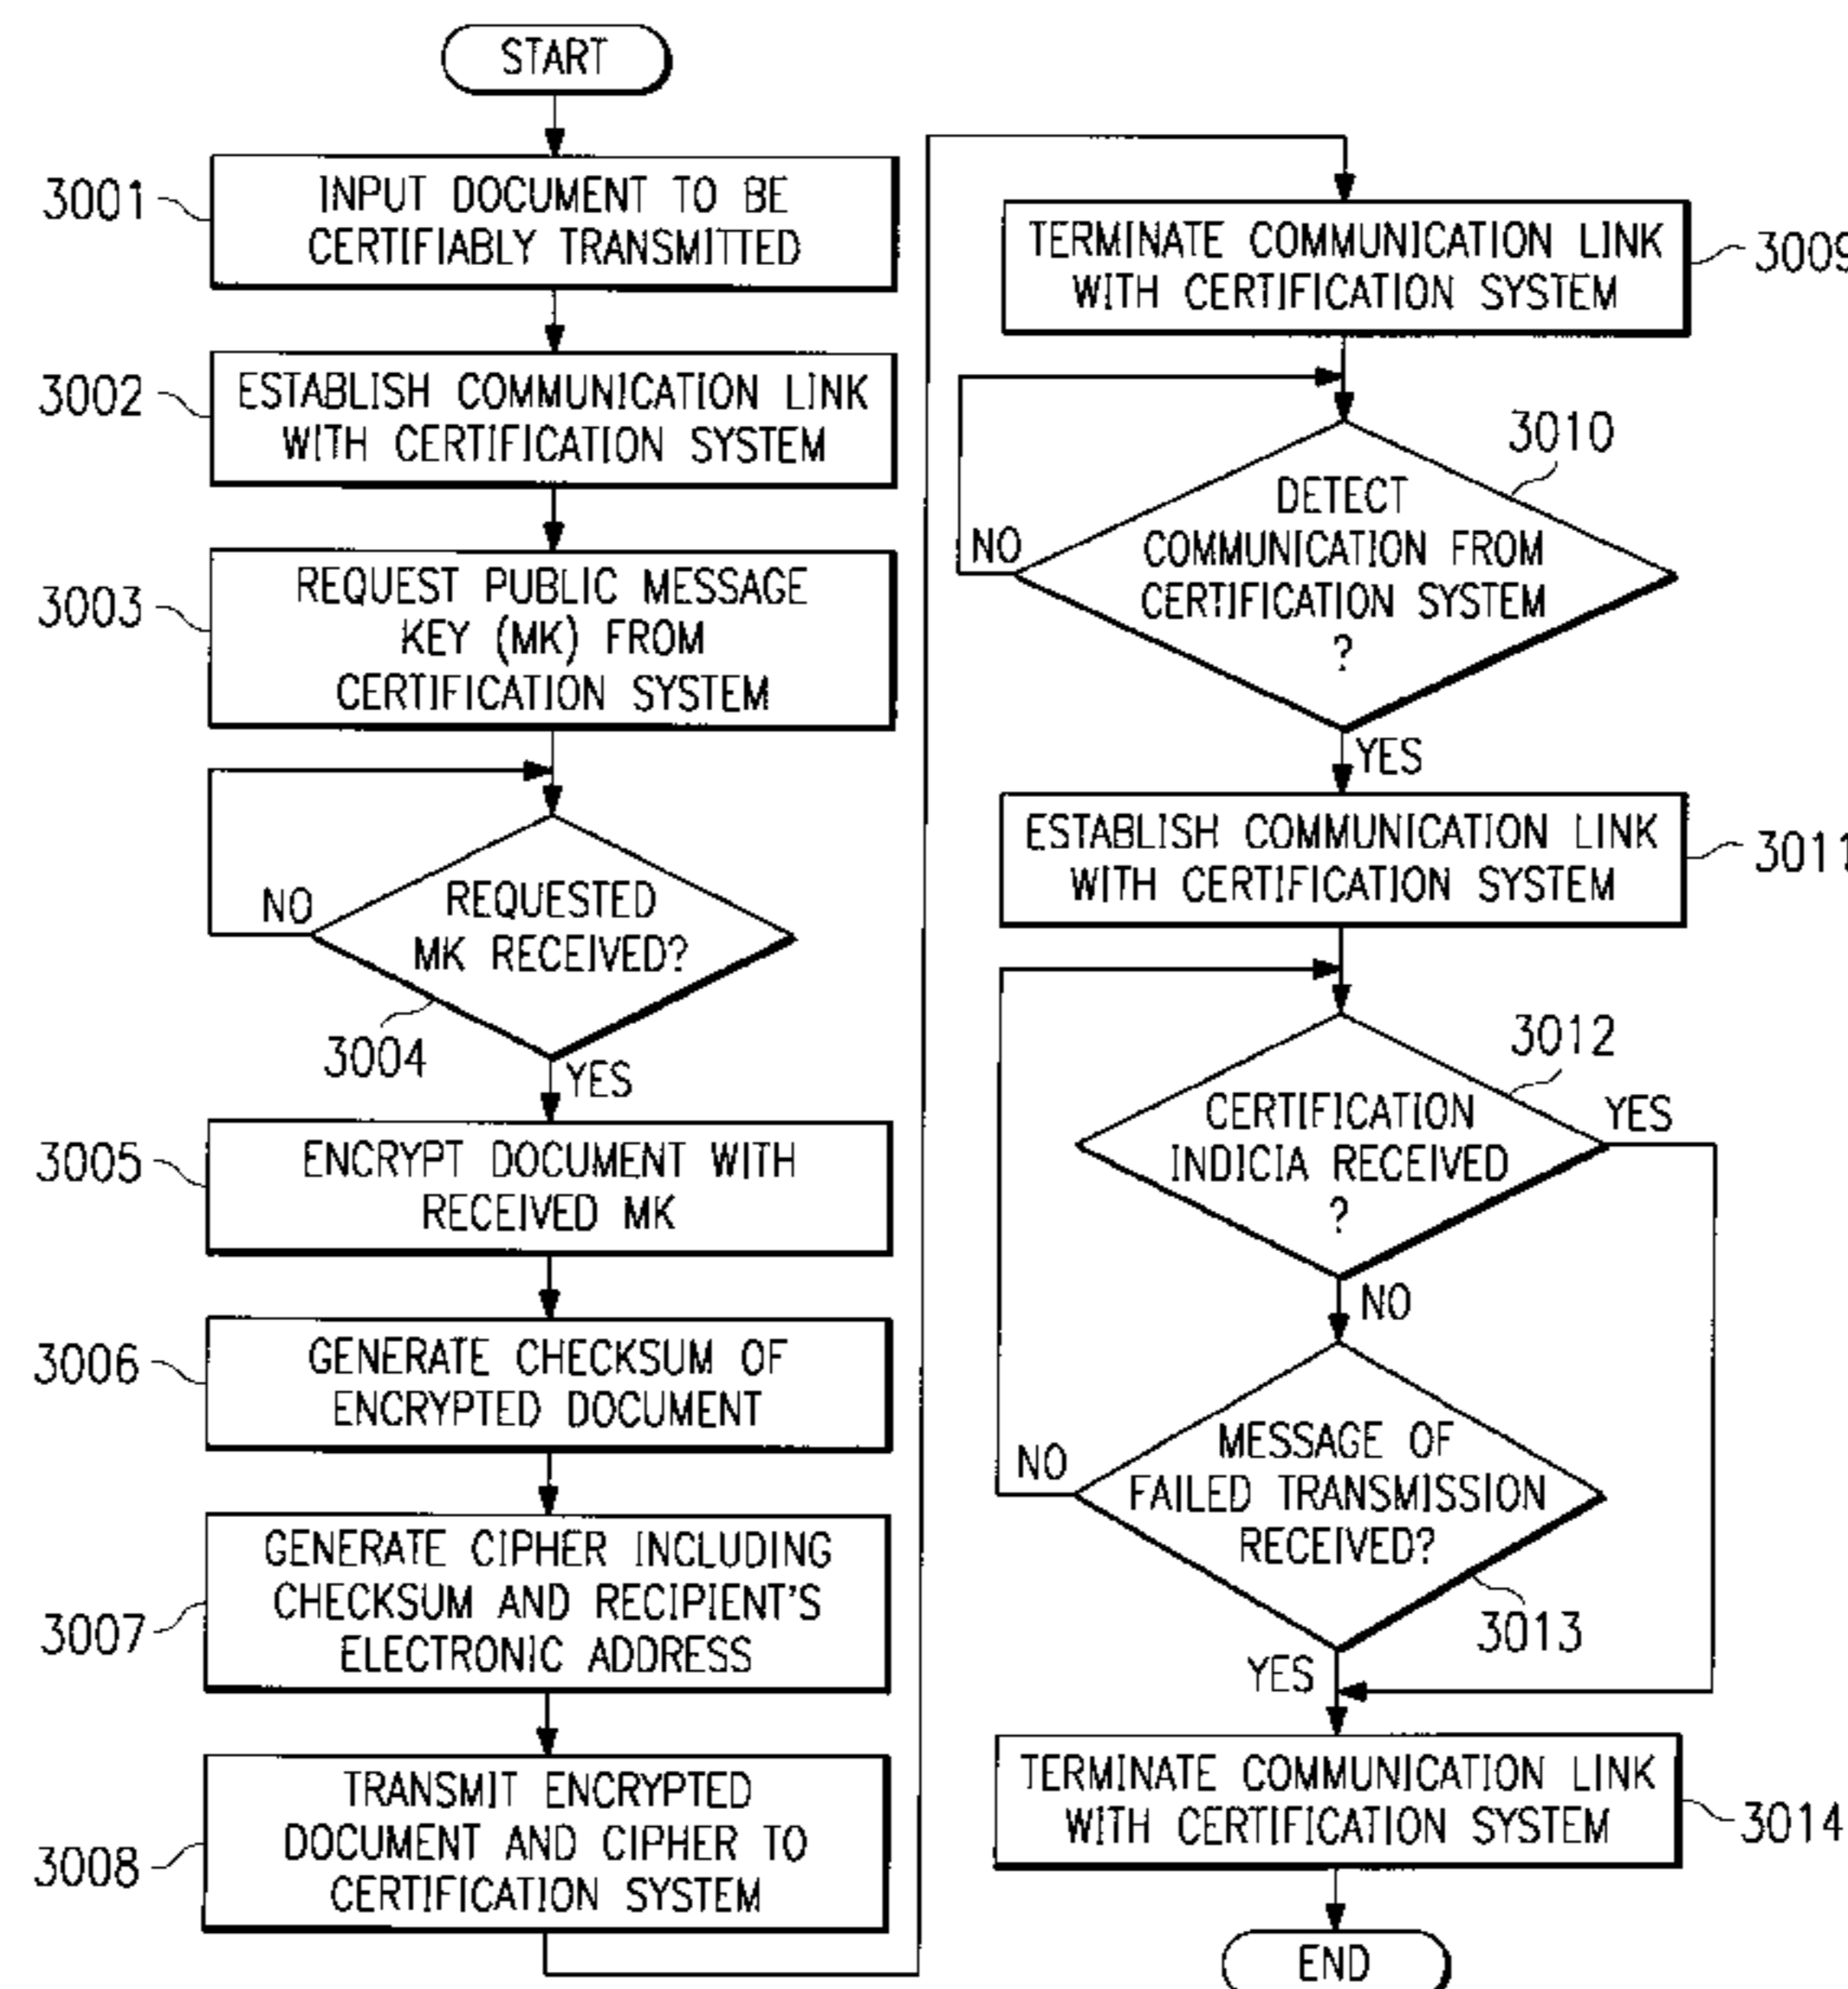 START
3001
INPUT DOCUMENT TO BE
CERTIFIABLY TRANSMITTED
3002
ESTABLISH COMMUNICATION LINK
WITH CERTIFICATION SYSTEM
3003
REQUEST PUBLIC MESSAGE
KEY (MK) FROM
CERTIFICATION SYSTEM
NO
REQUESTED
MK RECEIVED?
3004
YES
3005
ENCRYPT DOCUMENT WITH
RECEIVED MK
3006
GENERATE CHECKSUM OF
ENCRYPTED DOCUMENT
3007
GENERATE CIPHER INCLUDING
CHECKSUM AND RECIPIENT'S
ELECTRONIC ADDRESS
3008
TRANSMIT ENCRYPTED
DOCUMENT AND CIPHER TO
CERTIFICATION SYSTEM
TERMINATE COMMUNICATION LINK
WITH CERTIFICATION SYSTEM
3009
3010
NO
DETECT
COMMUNICATION FROM
CERTIFICATION SYSTEM
?
YES
ESTABLISH COMMUNICATION LINK
WITH CERTIFICATION SYSTEM
3011
3012
CERTIFICATION
INDICIA RECEIVED
?
YES
NO
NO
MESSAGE OF
FAILED TRANSMISSION
RECEIVED?
3013
YES
TERMINATE COMMUNICATION LINK
WITH CERTIFICATION SYSTEM
3014
END